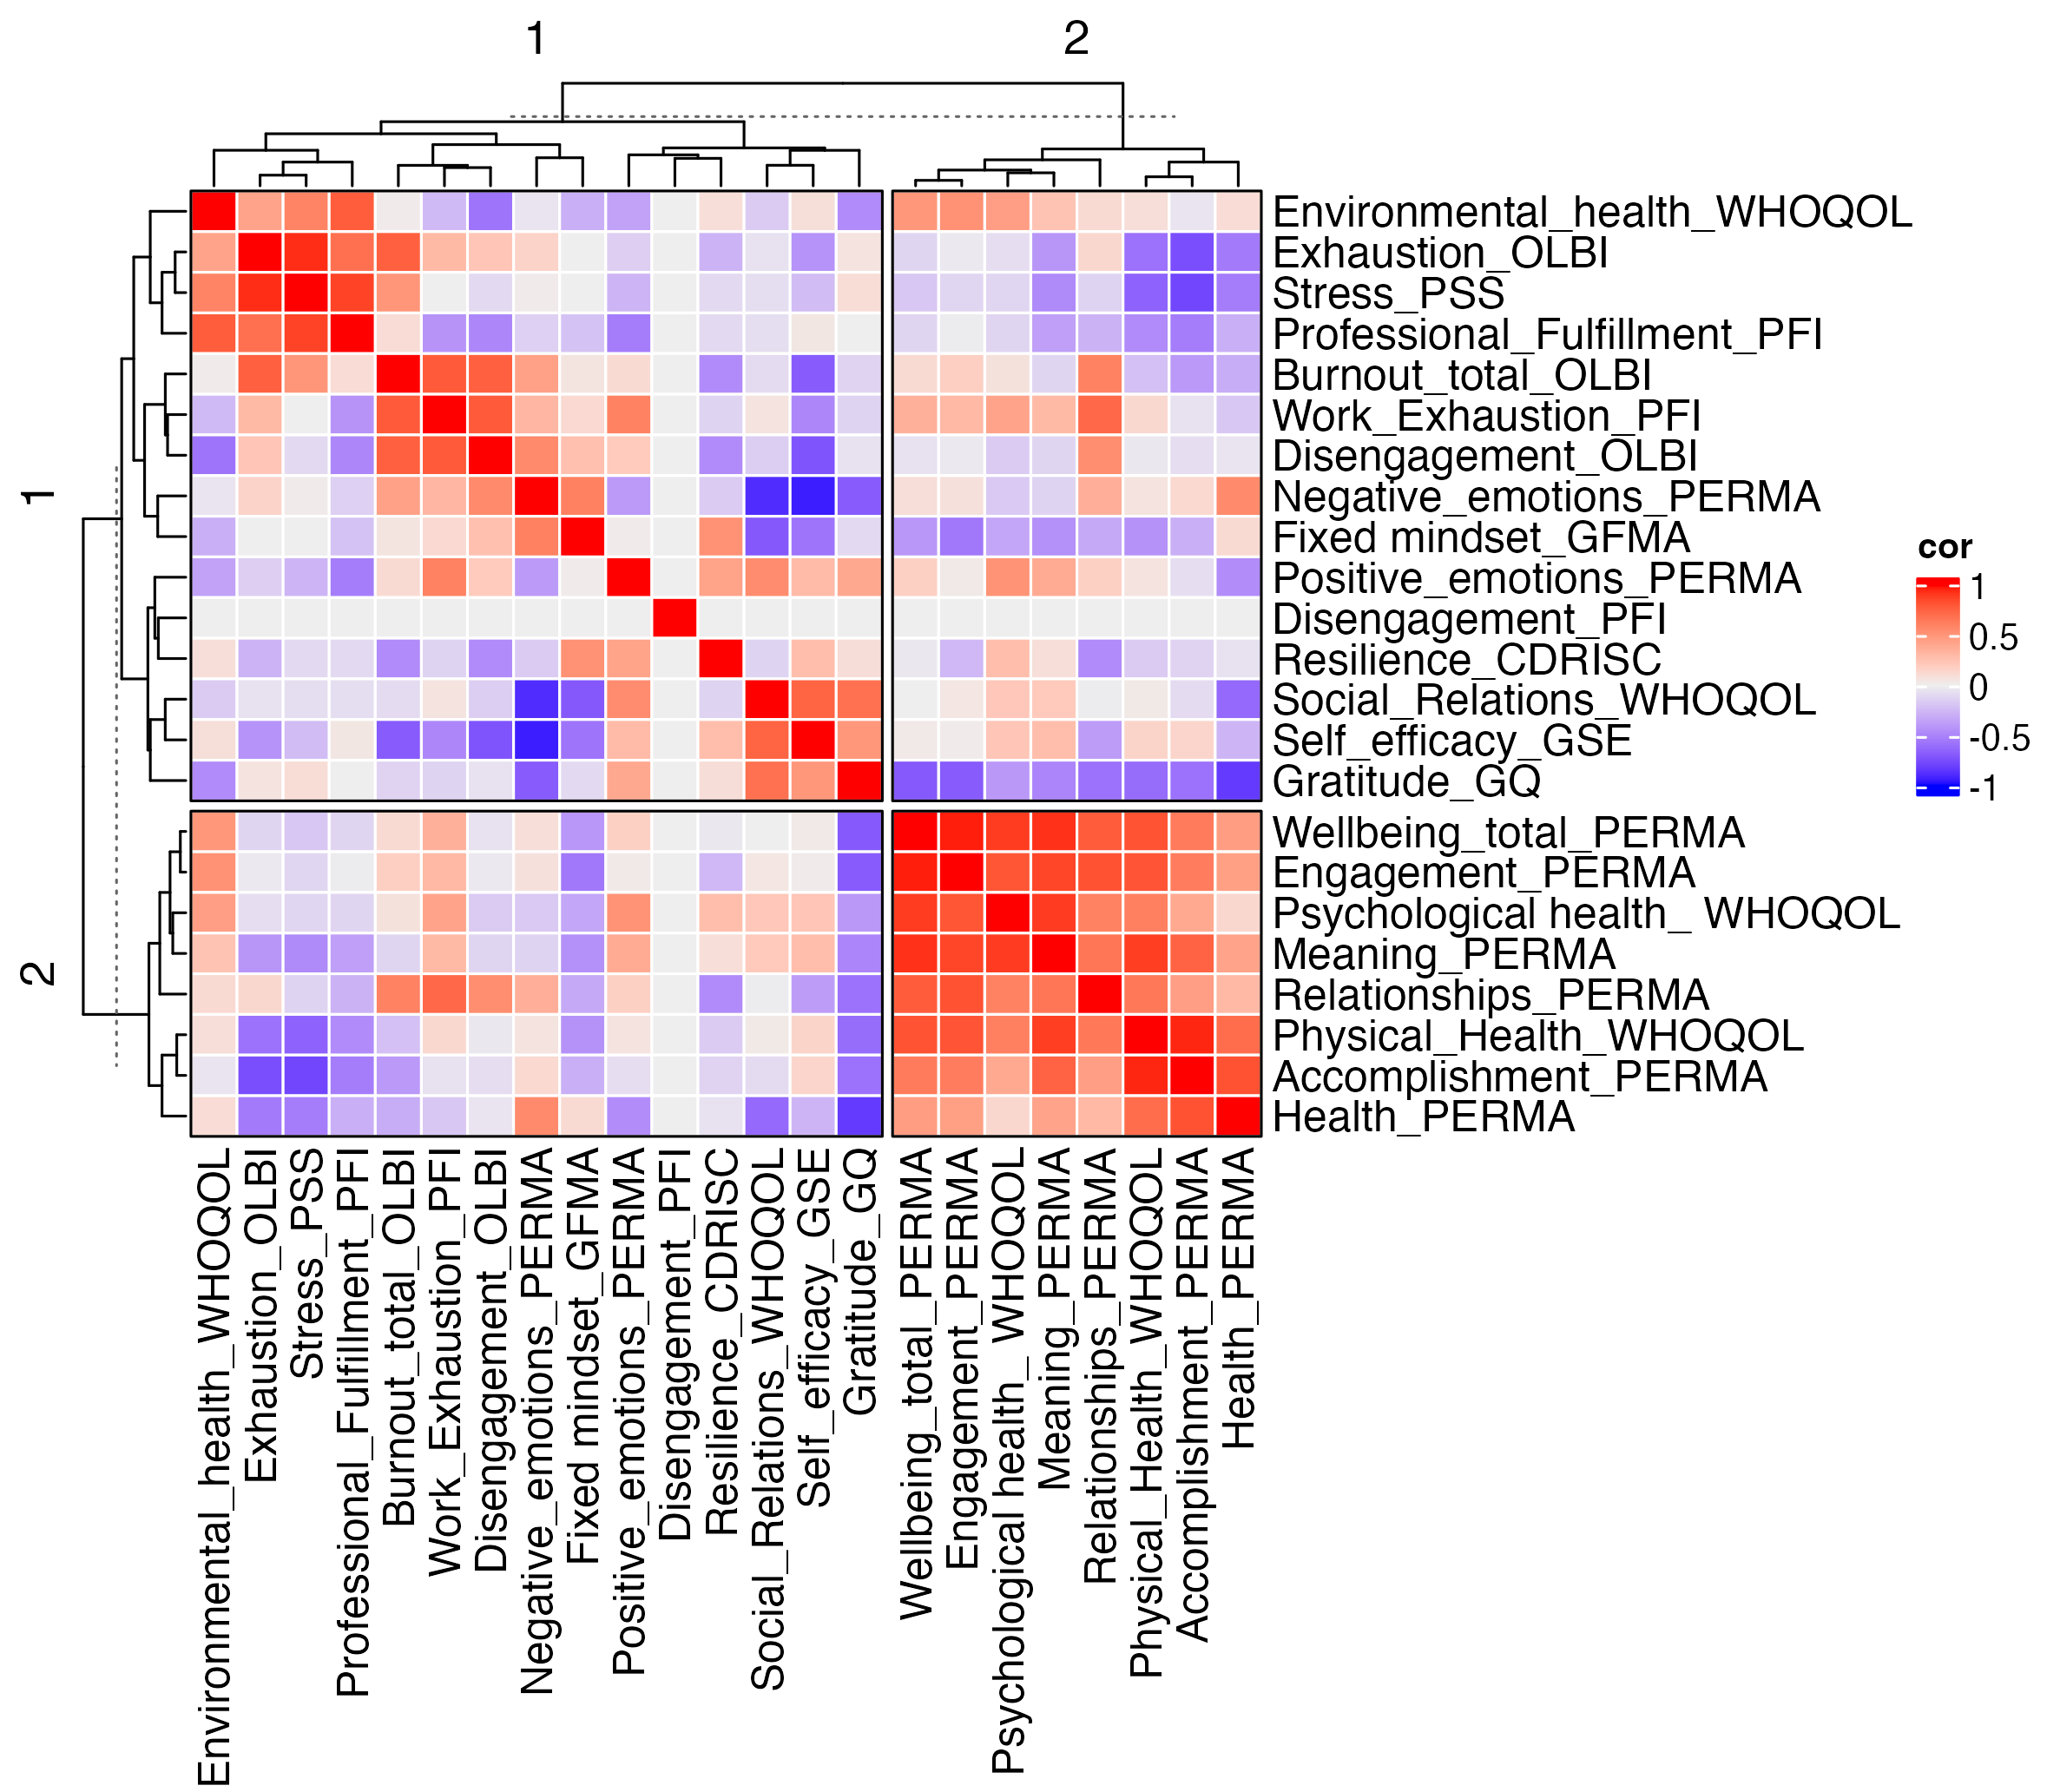 1
2
1
2
Environmental_health_WHOQOL
Exhaustion_OLBI
Stress_PSS
Professional_Fulfillment_PFI
Burnout_total_OLBI
Work_Exhaustion_PFI
Disengagement_OLBI
Negative_emotions_PERMA
Fixed mindset_GFMA
Positive_emotions_PERMA
Disengagement_PFI
Resilience_CDRISC
Social_Relations_WHOQOL
Self_efficacy_GSE
Gratitude_GQ
Wellbeing_total_PERMA
Engagement_PERMA
Psychological health_ WHOQOL
Meaning_PERMA
Relationships_PERMA
Physical_Health_WHOQOL
Accomplishment_PERMA
Health_PERMA
cor
1
0.5
0
-0.5
-1
Environmental_health_WHOQOL
Exhaustion_OLBI
Stress_PSS
Professional_Fulfillment_PFI
Burnout_total_OLBI
Work_Exhaustion_PFI
Disengagement_OLBI
Negative_emotions_PERMA
Fixed mindset_GFMA
Positive_emotions_PERMA
Disengagement_PFI
Resilience_CDRISC
Social_Relations_WHOQOL
Self_efficacy_GSE
Gratitude_GQ
Wellbeing_total_PERMA
Engagement_PERMA
Psychological health_ WHOQOL
Meaning_PERMA
Relationships_PERMA
Physical_Health_WHOQOL
Accomplishment_PERMA
Health_PERMA